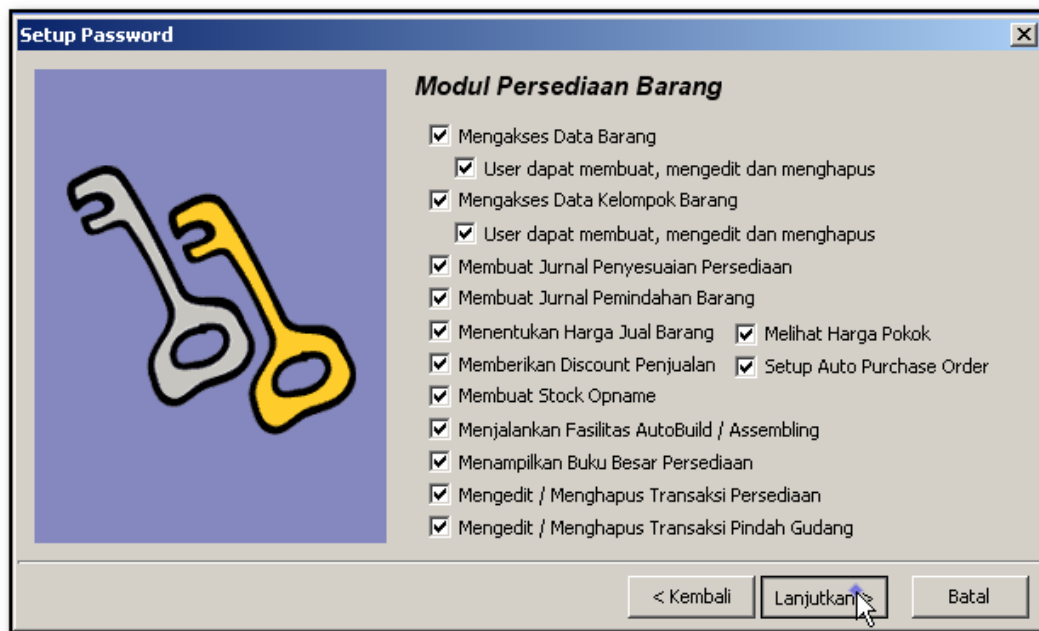 Setup Password
Modul Persediaan Barang
Mengakses Data Barang
User dapat membuat, mengedit dan menghapus
Mengakses Data Kelompok Barang
User dapat membuat, mengedit dan menghapus
Membuat Jurnal Penyesuaian Persediaan
Membuat Jurnal Pemindahan Barang
Menentukan Harga Jual Barang Melihat Harga Pokok
Memberikan Discount Penjualan Setup Auto Purchase Order
Membuat Stock Opname
Menjalankan Fasilitas AutoBuild / Assembling
Menampilkan Buku Besar Persediaan
Mengedit / Menghapus Transaksi Persediaan
Mengedit / Menghapus Transaksi Pindah Gudang
< Kembali Lanjutkan > Batal